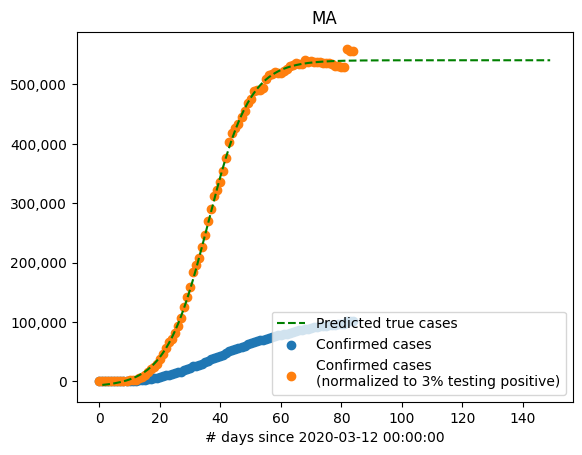 MA
500,000
400,000
300,000
200,000
100,000
0
Predicted true cases
Confirmed cases
Confirmed cases
(normalized to 3% testing positive)
0 20 40 60 80 100 120 140
# days since 2020-03-12 00:00:00